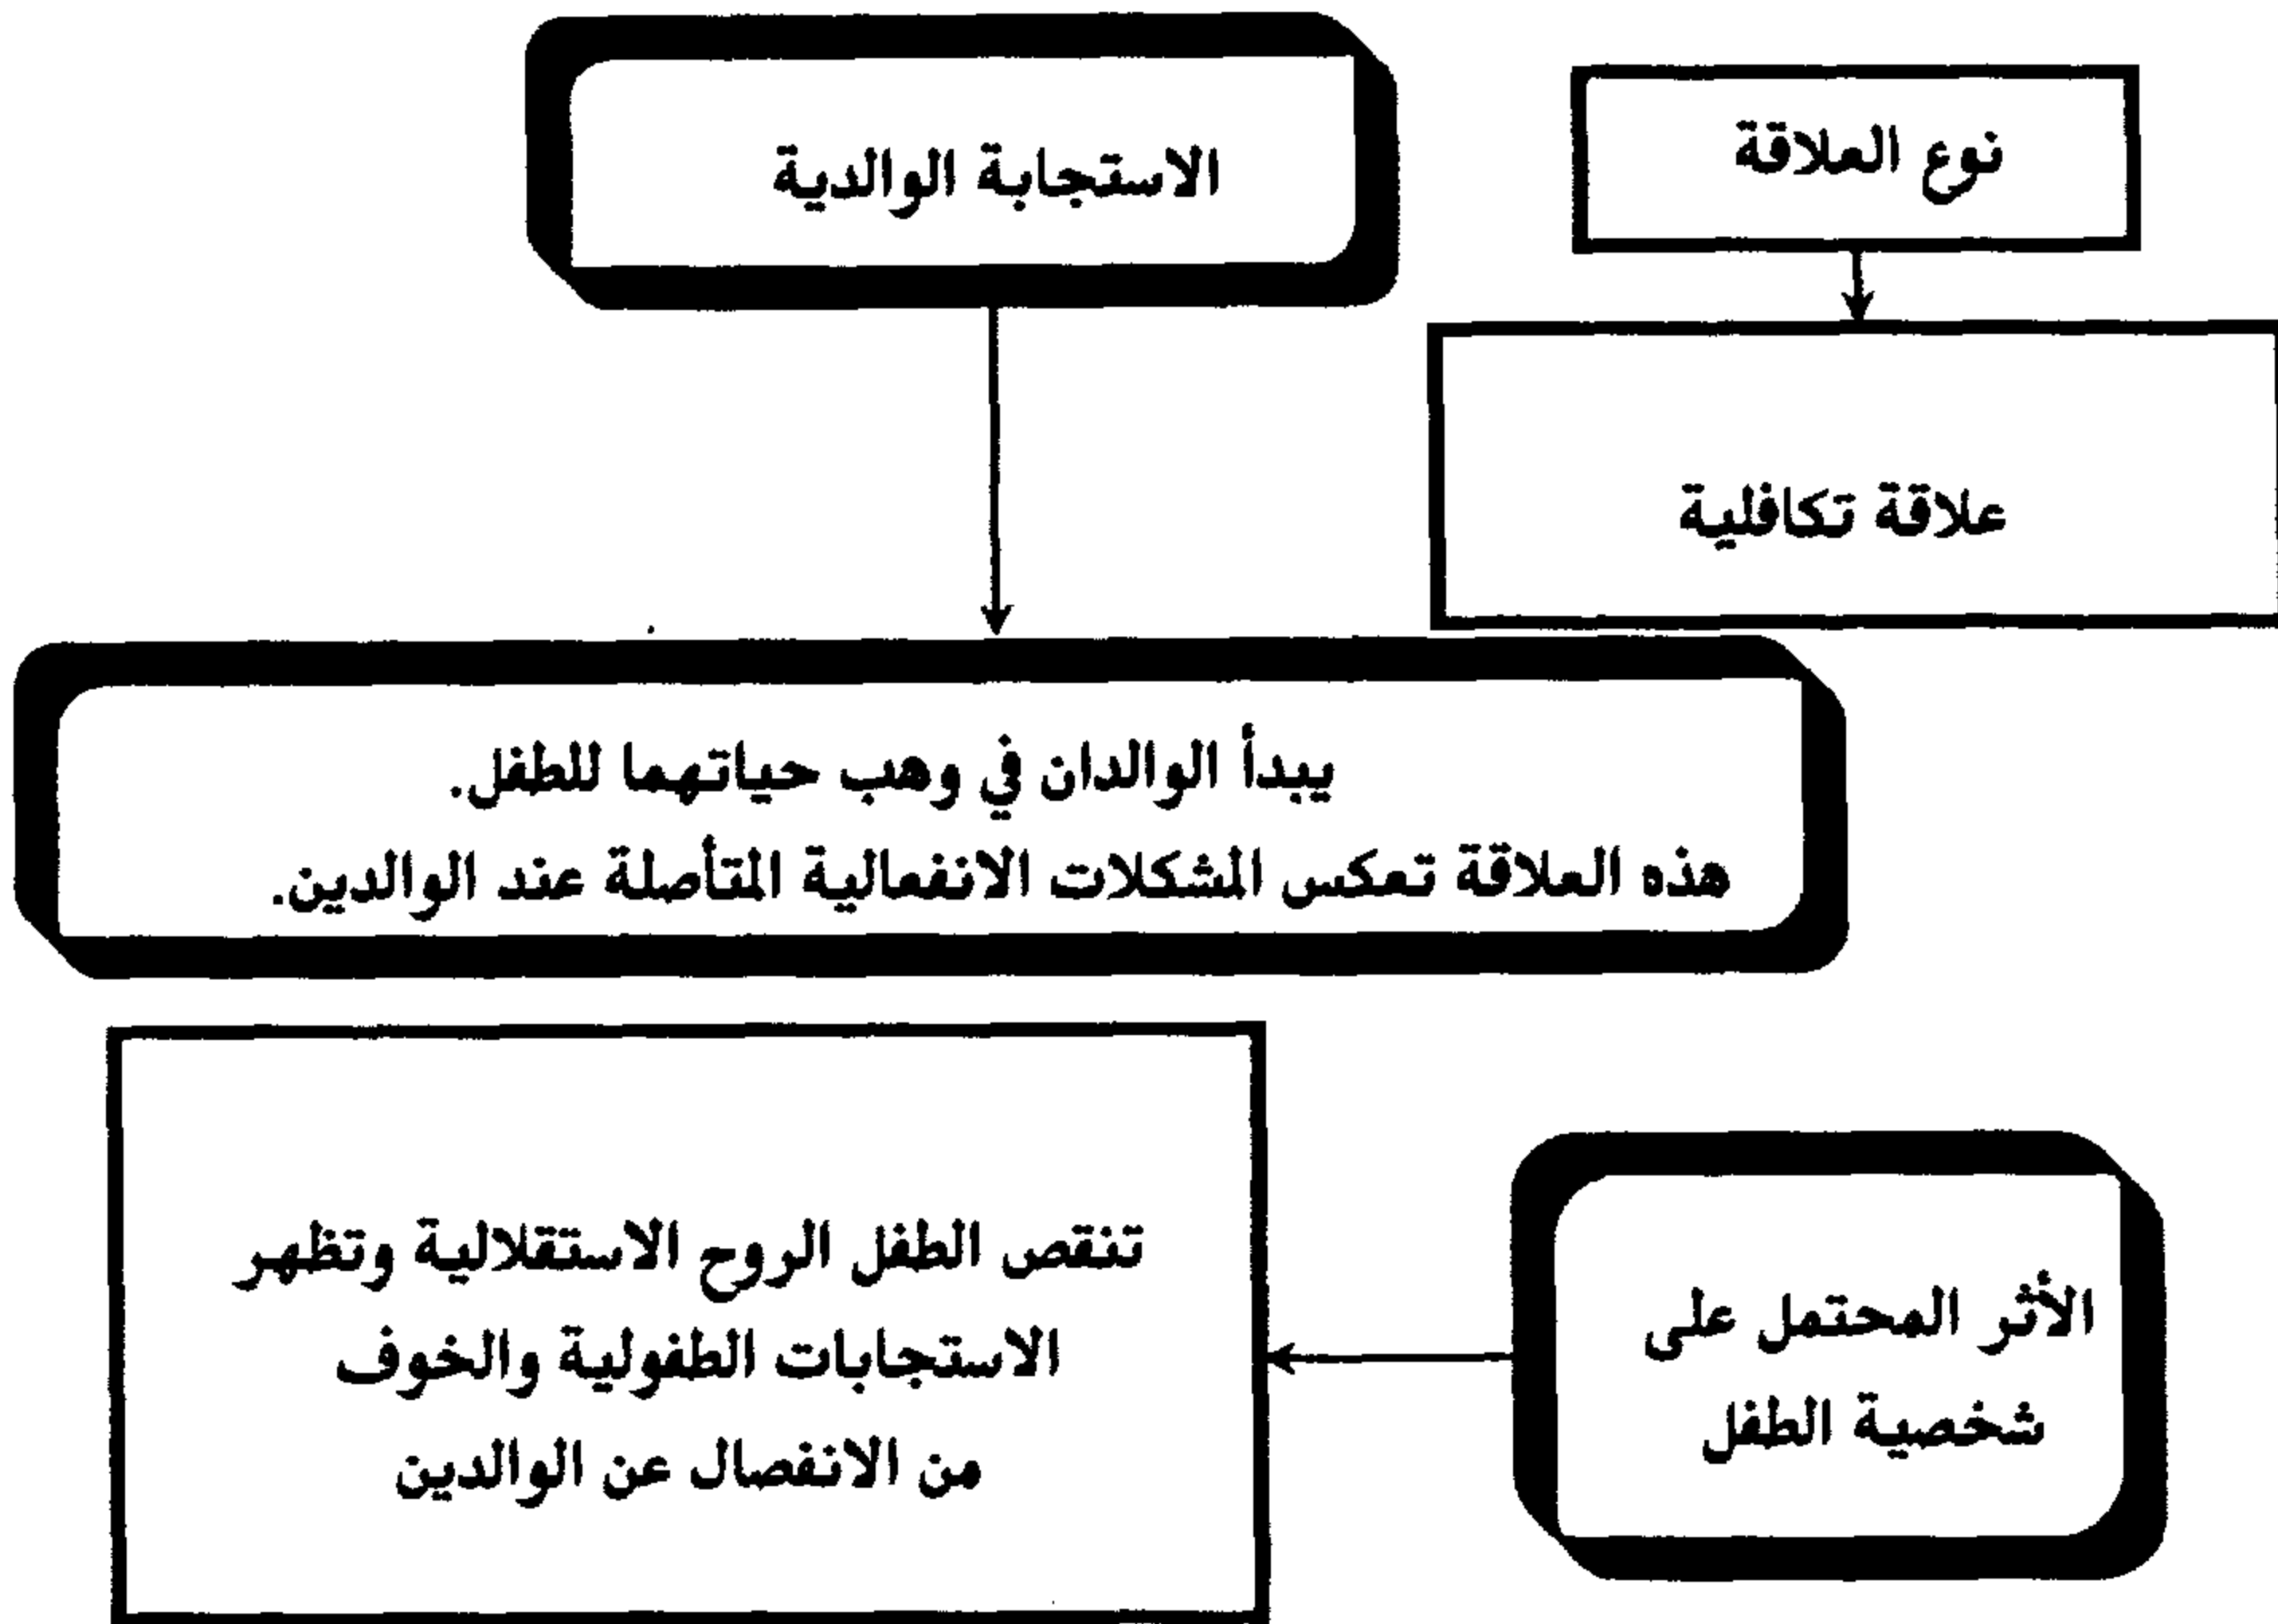 نوع العلاقة
علاقة تكافلية
الاستجابة الوالدية
يبدأ الوالدان في وهب حياتهما للطفل.
هذه العلاقة تعكس المشكلات الانفعالية المتأصلة عند الوالدين.
الأثر المحتمل على
شخصية الطفل
تنقص الطفل الروح الاستقلالية وتظهر
الاستجابات الطفولية والخوف
من الانفصال عن الوالدين